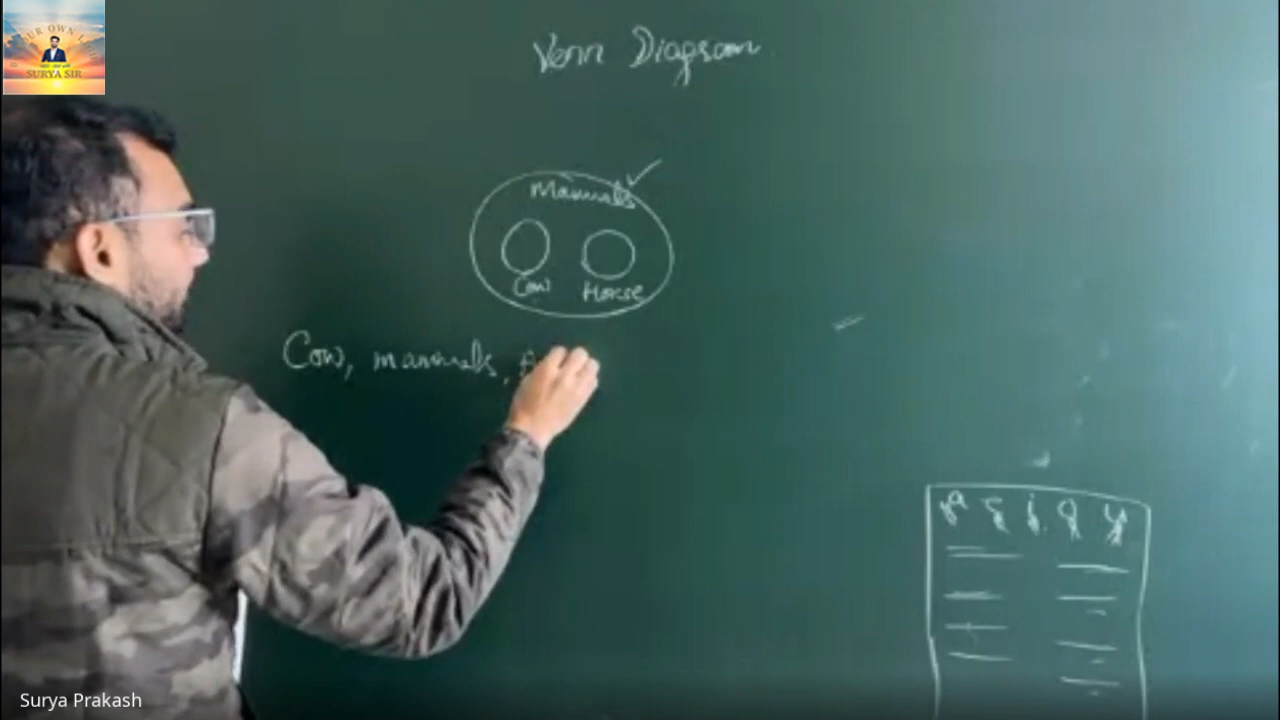 SURYA SIR
Venn Diagram
Mammals
Cow Horse
Cow, mammals,
Surya Prakash